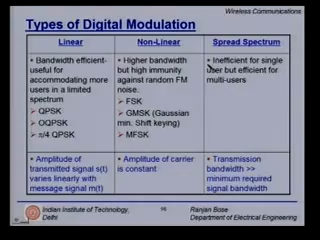 Wireless Communications
Types of Digital Modulation
Linear
Non-Linear
Spread Spectrum
▪ Bandwidth efficient-
useful for
accommodating more
users in a limited
spectrum
➢ QPSK
➢ OQPSK
➢ π/4 QPSK
▪ Higher bandwidth
but high immunity
against random FM
noise.
➢ FSK
➢ GMSK (Gaussian
min. Shift keying)
➢ MFSK
▪ Inefficient for single
user but efficient for
multi-users
▪ Amplitude of
transmitted signal s(t)
varies linearly with
message signal m(t)
▪ Amplitude of carrier
is constant
▪ Transmission
bandwidth >>
minimum required
signal bandwidth
Indian Institute of Technology,
Delhi
Ranjan Bose
Department of Electrical Engineering